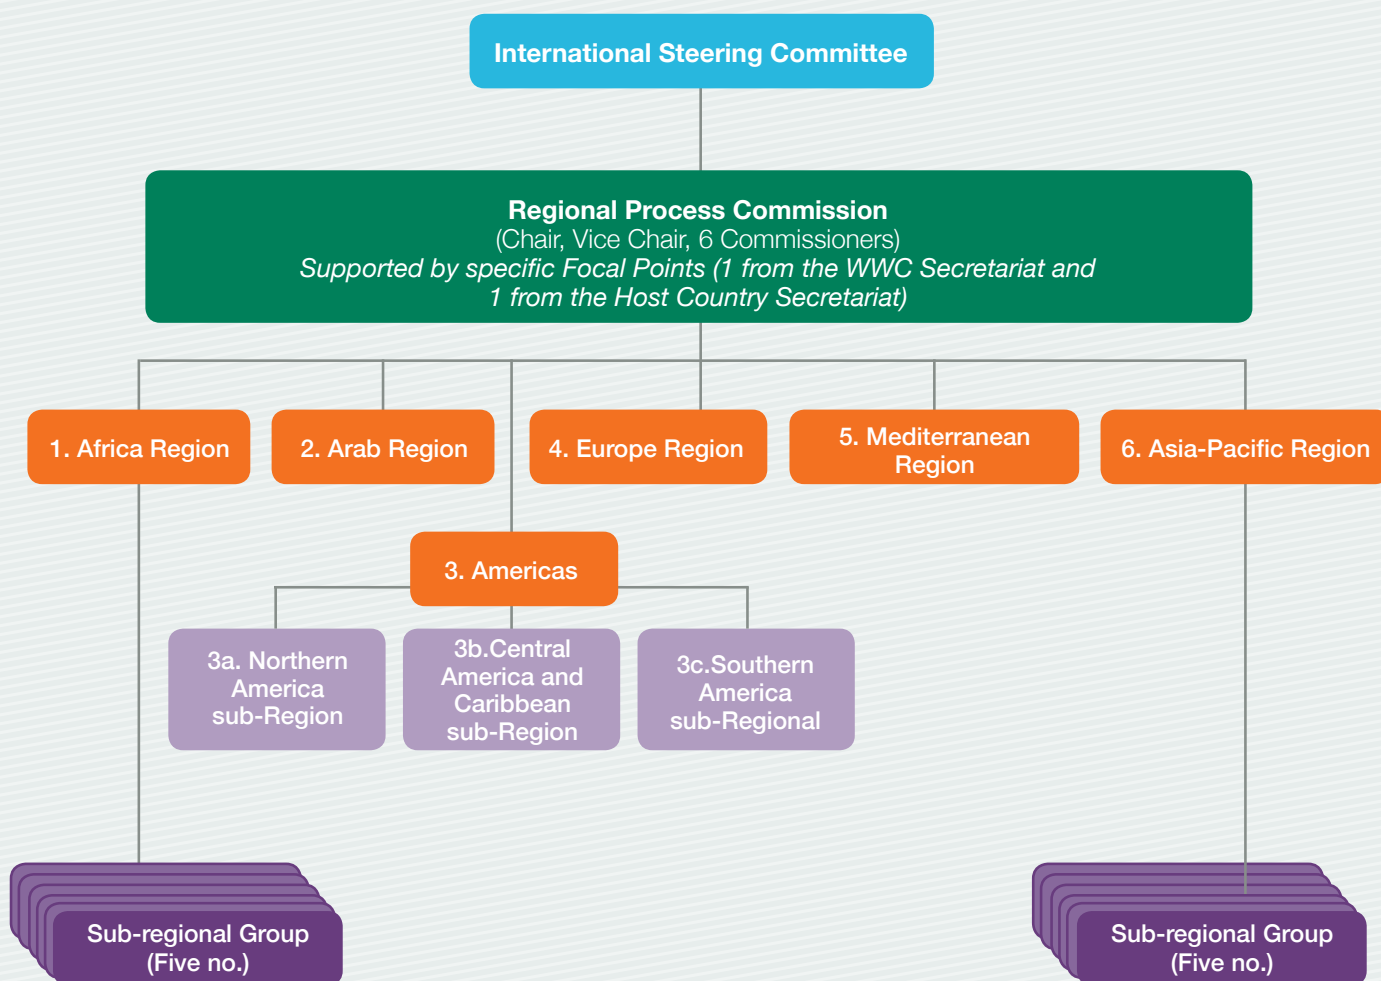 International Steering Committee
Regional Process Commission
(Chair, Vice Chair, 6 Commissioners)
Supported by specific Focal Points (1 from the WWC Secretariat and
1 from the Host Country Secretariat)
1. Africa Region
2. Arab Region
4. Europe Region
5. Mediterranean
Region
6. Asia-Pacific Region
3. Americas
3a. Northern
America
sub-Region
3b.Central
America and
Caribbean
sub-Region
3c.Southern
America
sub-Regional
Sub-regional Group
(Five no.)
Sub-regional Group
(Five no.)